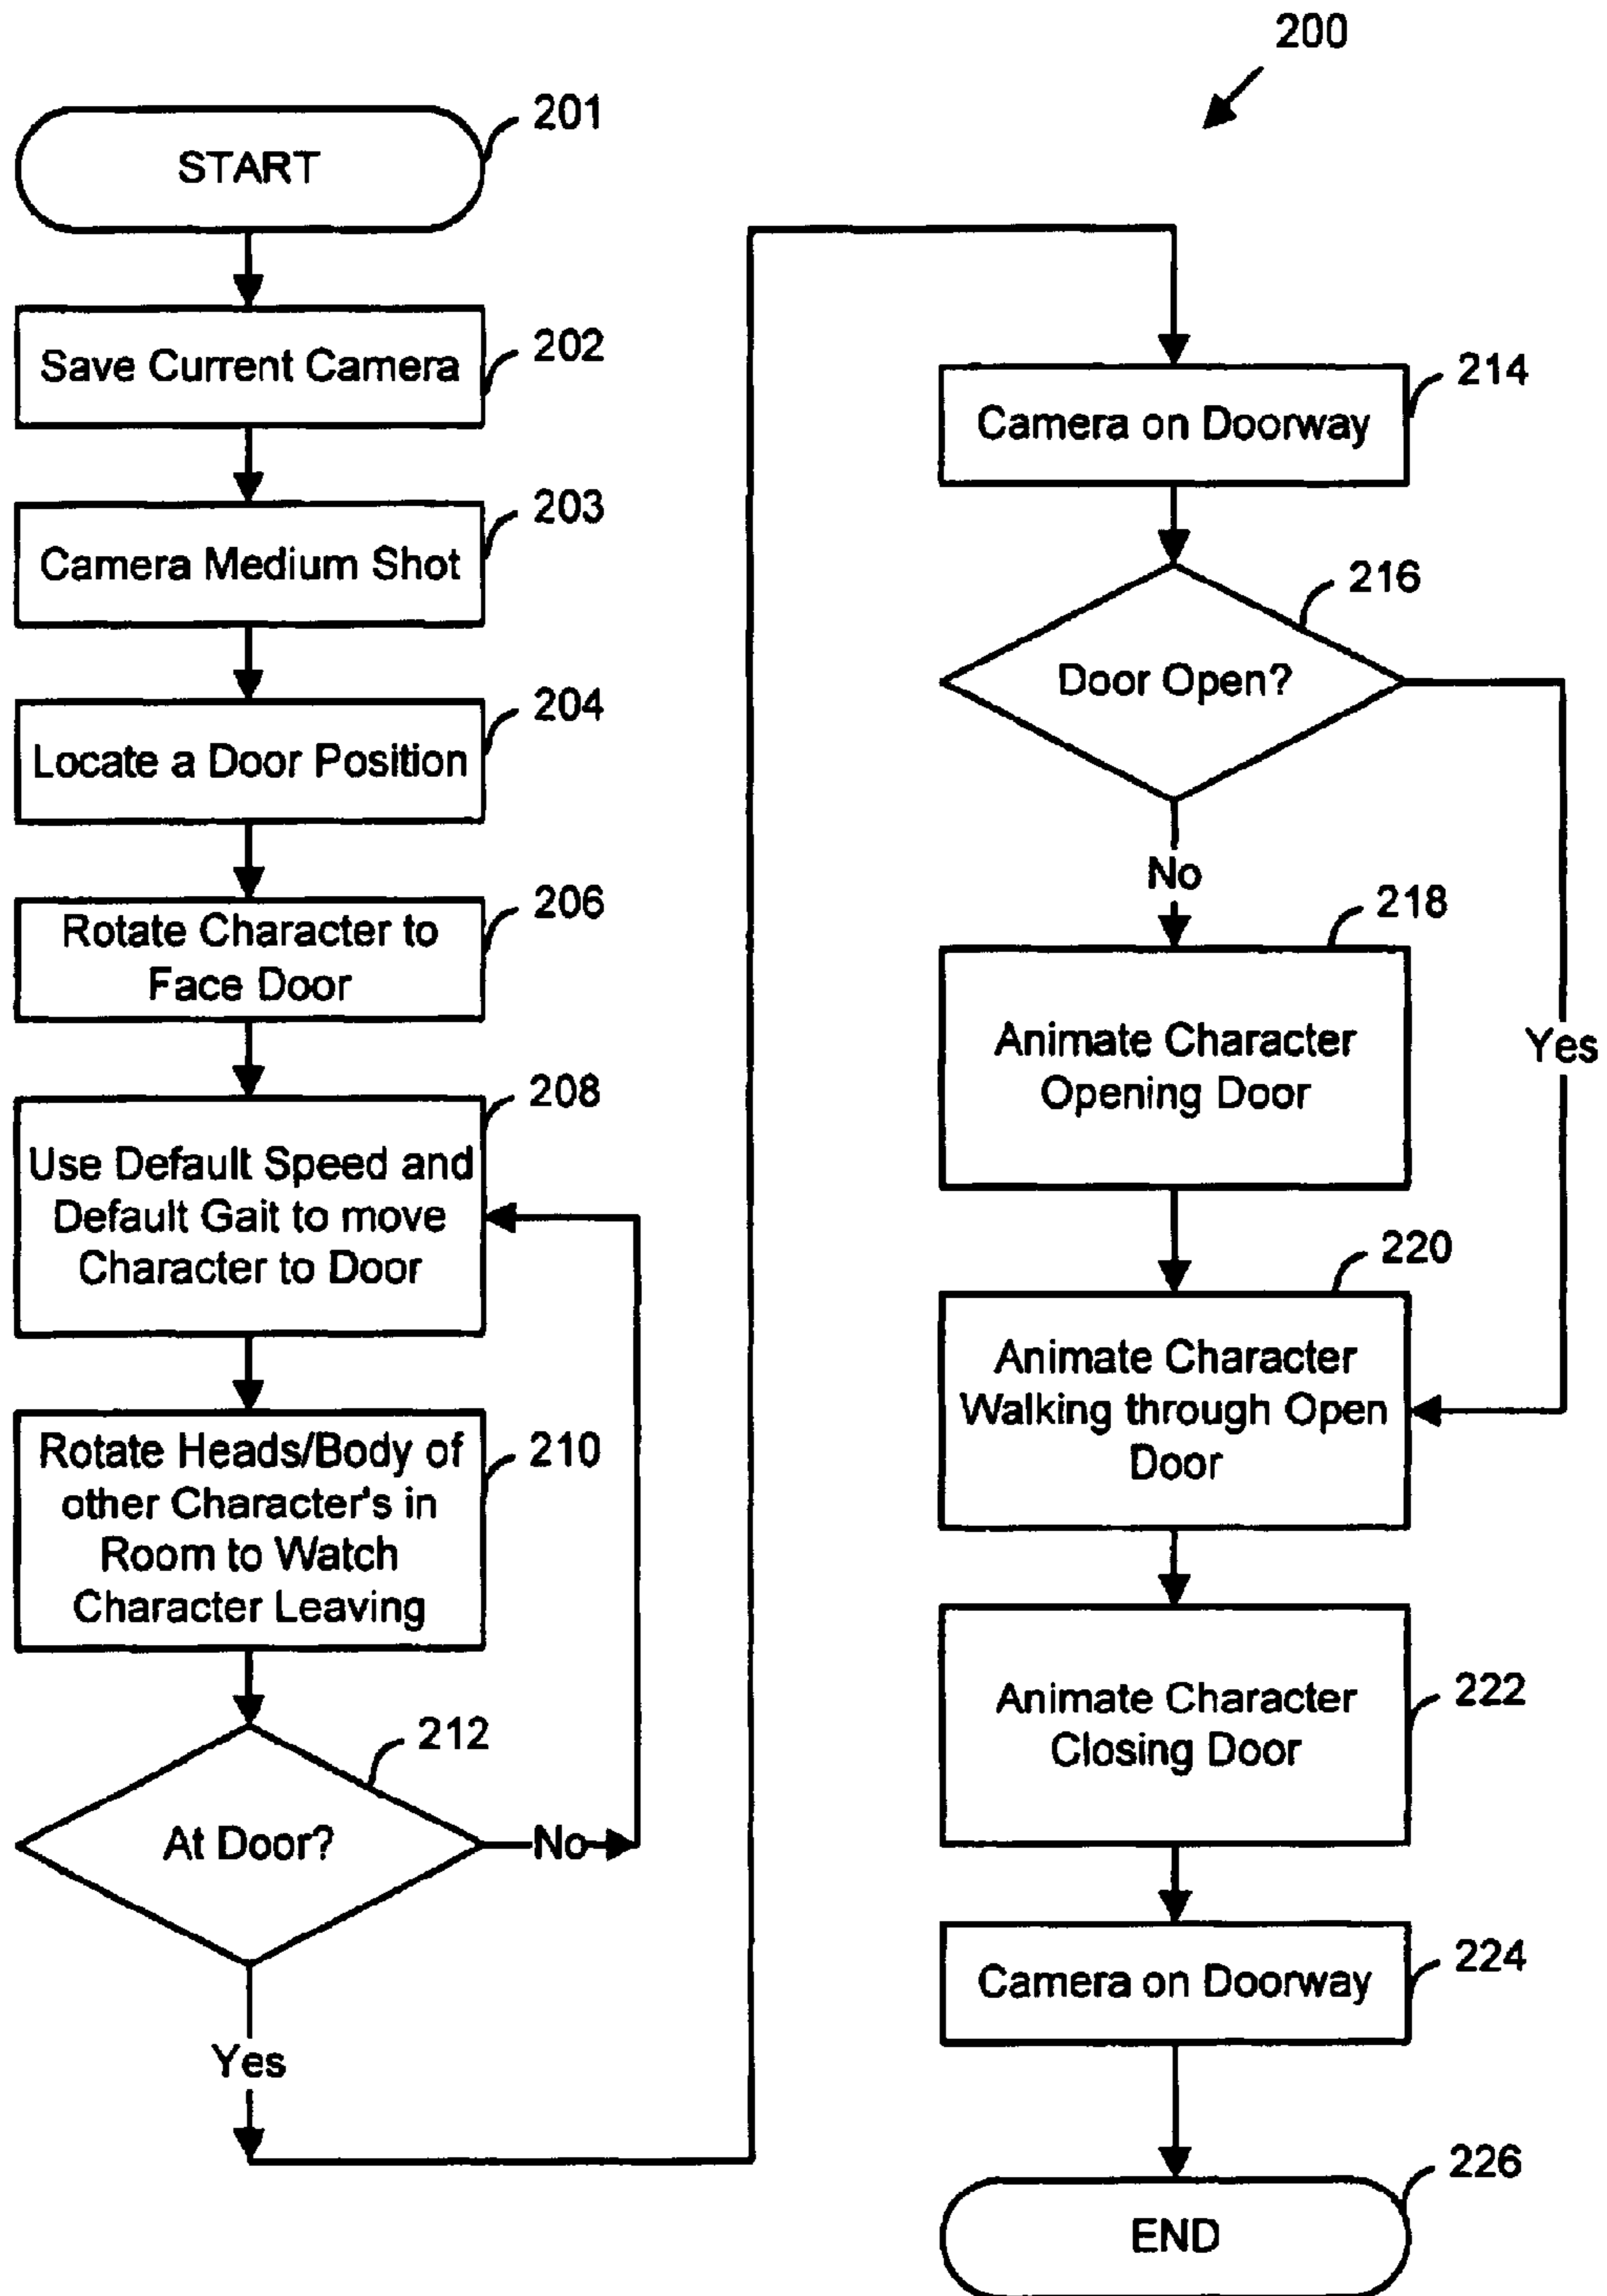 200
START
201
Save Current Camera
202
Camera Medium Shot
203
Locate a Door Position
204
Rotate Character to
Face Door
206
Use Default Speed and
Default Gait to move
Character to Door
208
Rotate Heads/Body of
other Character's in
Room to Watch
Character Leaving
210
At Door?
212
No
Yes
Camera on Doorway
214
Door Open?
216
No
Yes
Animate Character
Opening Door
218
Animate Character
Walking through Open
Door
220
Animate Character
Closing Door
222
Camera on Doorway
224
END
226